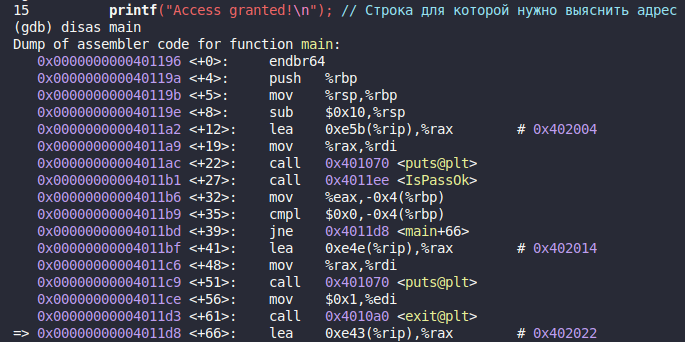 15          printf("Access granted!\n"); // Строка для которой нужно выяснить адрес
(gdb) disas main
Dump of assembler code for function main:
   0x0000000000401196 <+0>:     endbr64
   0x000000000040119a <+4>:     push   %rbp
   0x000000000040119b <+5>:     mov    %rsp,%rbp
   0x000000000040119e <+8>:     sub    $0x10,%rsp
   0x00000000004011a2 <+12>:    lea    0xe5b(%rip),%rax        # 0x402004
   0x00000000004011a9 <+19>:    mov    %rax,%rdi
   0x00000000004011ac <+22>:    call   0x401070 <puts@plt>
   0x00000000004011b1 <+27>:    call   0x4011ee <IsPassOk>
   0x00000000004011b6 <+32>:    mov    %eax,-0x4(%rbp)
   0x00000000004011b9 <+35>:    cmpl   $0x0,-0x4(%rbp)
   0x00000000004011bd <+39>:    jne    0x4011d8 <main+66>
   0x00000000004011bf <+41>:    lea    0xe4e(%rip),%rax        # 0x402014
   0x00000000004011c6 <+48>:    mov    %rax,%rdi
   0x00000000004011c9 <+51>:    call   0x401070 <puts@plt>
   0x00000000004011ce <+56>:    mov    $0x1,%edi
   0x00000000004011d3 <+61>:    call   0x4010a0 <exit@plt>
=> 0x00000000004011d8 <+66>:    lea    0xe43(%rip),%rax        # 0x402022